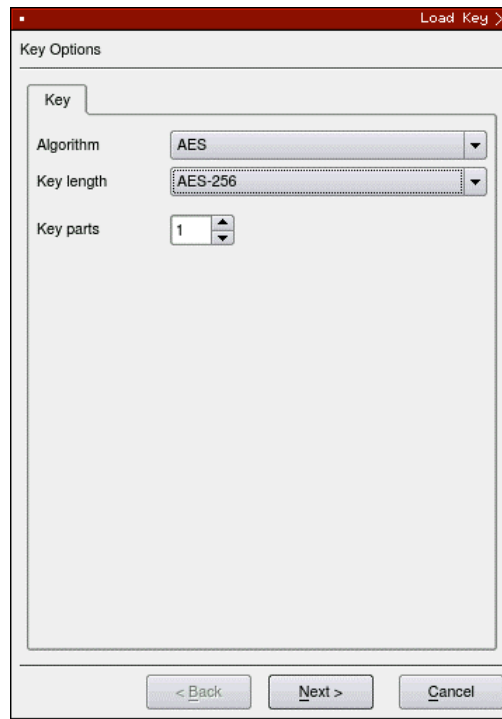 Load Key
Key Options
Key
Algorithm AES
Key length AES-256
Key parts 1
< Back Next > Cancel